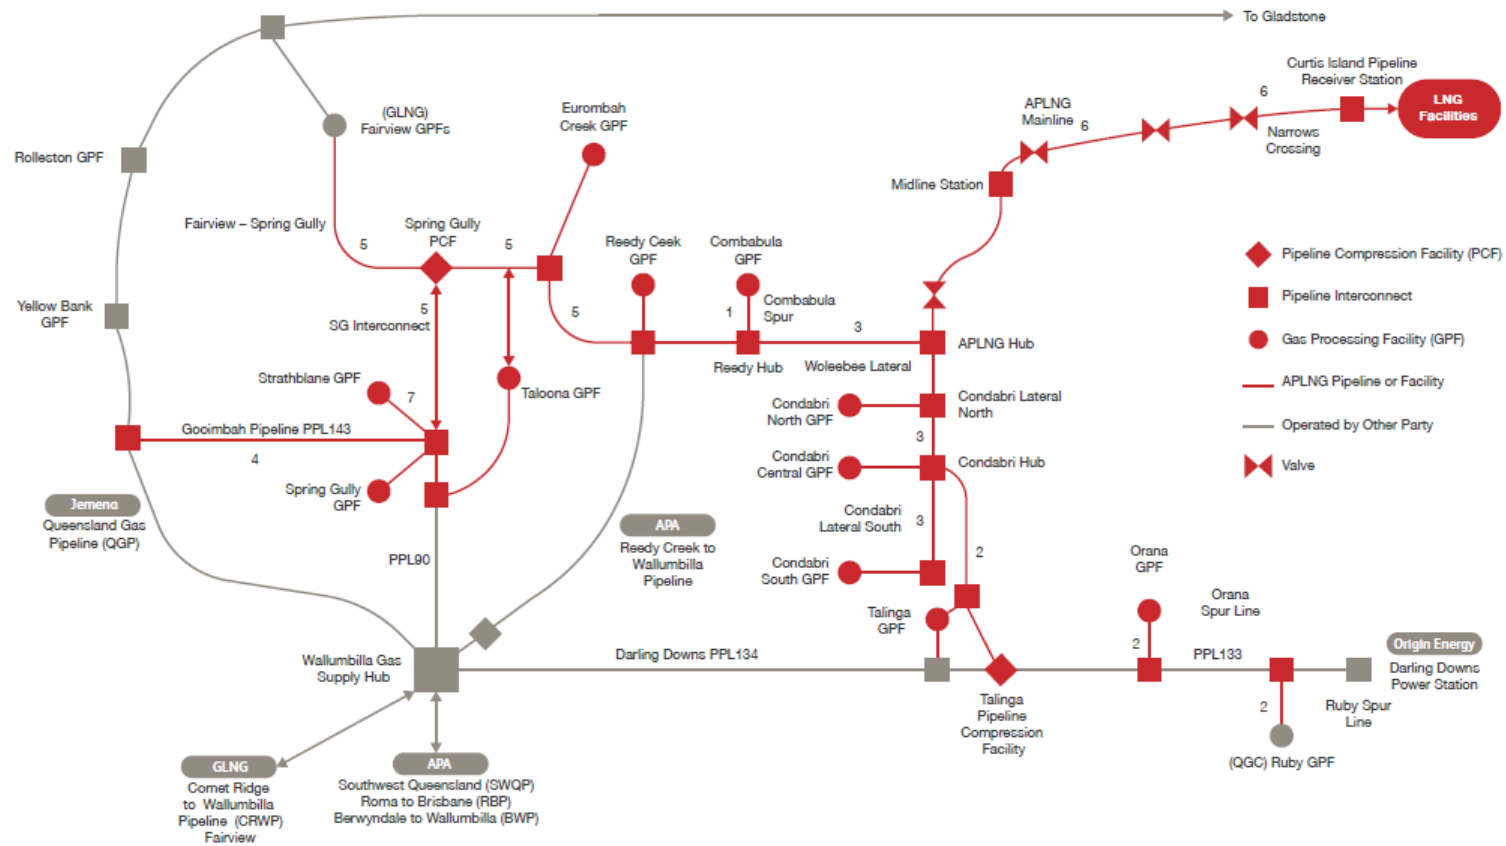 To Gladstone
Curtis Island Pipeline
Receiver Station
6
LNG
Facilities
APLNG
Mainline
6
Narrows
Crossing
(GLNG)
Fairview GPFs
Eurombah
Creek GPF
Rolleston GPF
Midline Station
Fairview – Spring Gully
5
Spring Gully
PCF
5
Reedy Ceek
GPF
Combabula
GPF
Pipeline Compression Facility (PCF)
Pipeline Interconnect
Gas Processing Facility (GPF)
APLNG Pipeline or Facility
Operated by Other Party
Valve
Yellow Bank
GPF
5
SG Interconnect
5
1
Combabula
Spur
3
APLNG Hub
Reedy Hub
Woleebee Lateral
Strathblane GPF
7
Taloona GPF
Condabri
North GPF
Condabri Lateral
North
Gooimbah Pipeline PPL143
4
3
Condabri
Central GPF
Condabri Hub
Spring Gully
GPF
Jemena
Queensland Gas
Pipeline (QGP)
APA
Reedy Creek to
Wallumbilla
Pipeline
Condabri
Lateral South
3
PPL90
2
Condabri
South GPF
Orana
GPF
Orana
Spur Line
Talinga
GPF
Wallumbilla Gas
Supply Hub
Darling Downs PPL134
2
PPL133
Origin Energy
Darling Downs
Power Station
Talinga
Pipeline
Compression
Facility
2
Ruby Spur
Line
(QGC) Ruby GPF
GLNG
Comet Ridge
to Wallumbilla
Pipeline (CRWP)
Fairview
APA
Southwest Queensland (SWQP)
Roma to Brisbane (RBP)
Berwyndale to Wallumbilla (BWP)